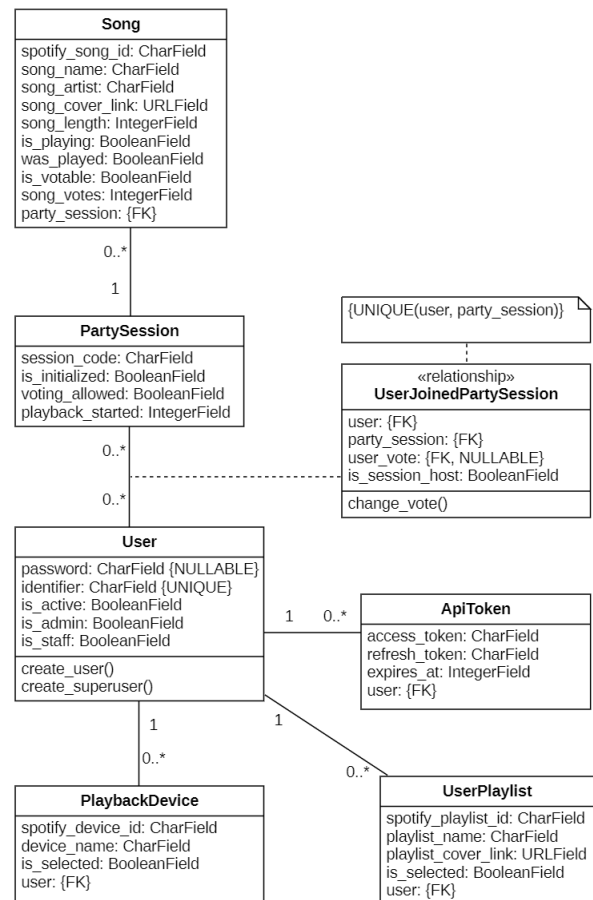 Song
spotify_song_id: CharField
song_name: CharField
song_artist: CharField
song_cover_link: URLField
song_length: IntegerField
is_playing: BooleanField
was_played: BooleanField
is_votable: BooleanField
song_votes: IntegerField
party_session: {FK}
0..*
1
PartySession
session_code: CharField
is_initialized: BooleanField
voting_allowed: BooleanField
playback_started: IntegerField
{UNIQUE(user, party_session)}
«relationship»
UserJoinedPartySession
user: {FK}
party_session: {FK}
user_vote: {FK, NULLABLE}
is_session_host: BooleanField
change_vote()
0..*
0..*
User
password: CharField {NULLABLE}
identifier: CharField {UNIQUE}
is_active: BooleanField
is_admin: BooleanField
is_staff: BooleanField
create_user()
create_superuser()
1 0..*
ApiToken
access_token: CharField
refresh_token: CharField
expires_at: IntegerField
user: {FK}
1
0..*
1
0..*
PlaybackDevice
spotify_device_id: CharField
device_name: CharField
is_selected: BooleanField
user: {FK}
UserPlaylist
spotify_playlist_id: CharField
playlist_name: CharField
playlist_cover_link: URLField
is_selected: BooleanField
user: {FK}